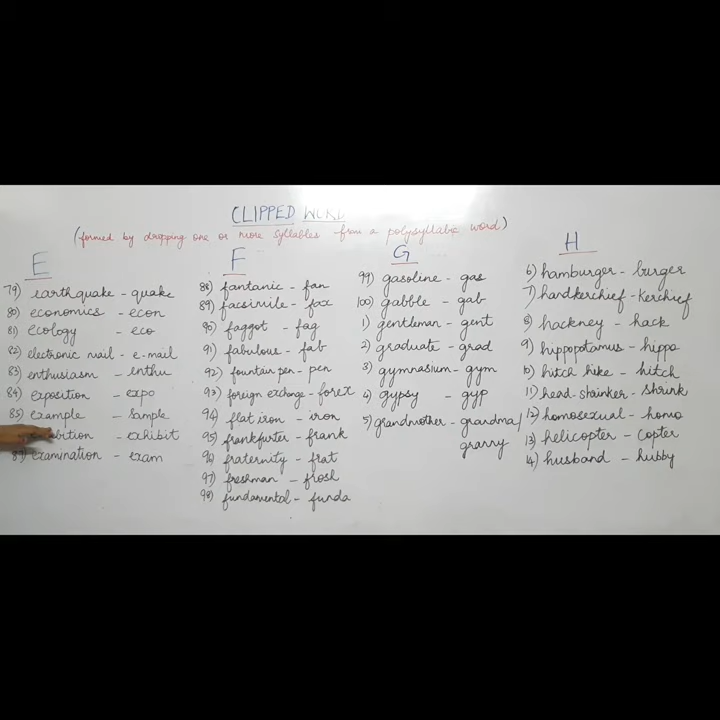 CLIPPED WORD
(formed by dropping one or more syllables from a polysyllabic word)
E
79) earthquake - quake
80) economics - econ
81) ecology - eco
82) electronic mail - e-mail
83) enthusiasm - enthu
84) exposition - expo
85) example - sample
bition - exhibit
87) examination - exam
F
88) fantanic - fan
89) facsimile - fax
90) faggot - fag
91) fabulous - fab
92) fountain pen - pen
93) foreign exchange - forex
94) flat iron - iron
95) frankfurter - frank
96) fraternity - frat
97) freshman - frosh
98) fundamental - funda
G
99) gasoline - gas
100) gabble - gab
1) gentleman - gent
2) graduate - grad
3) gymnasium - gym
4) gypsy - gyp
5) grandmother - grandma/
granny
H
6) hamburger - burger
7) handkerchief - kerchief
8) hackney - hack
9) hippopotamus - hippo
10) hitch hike - hitch
11) head-shrinker - shrink
12) homosexual - homo
13) helicopter - copter
14) husband - hubby